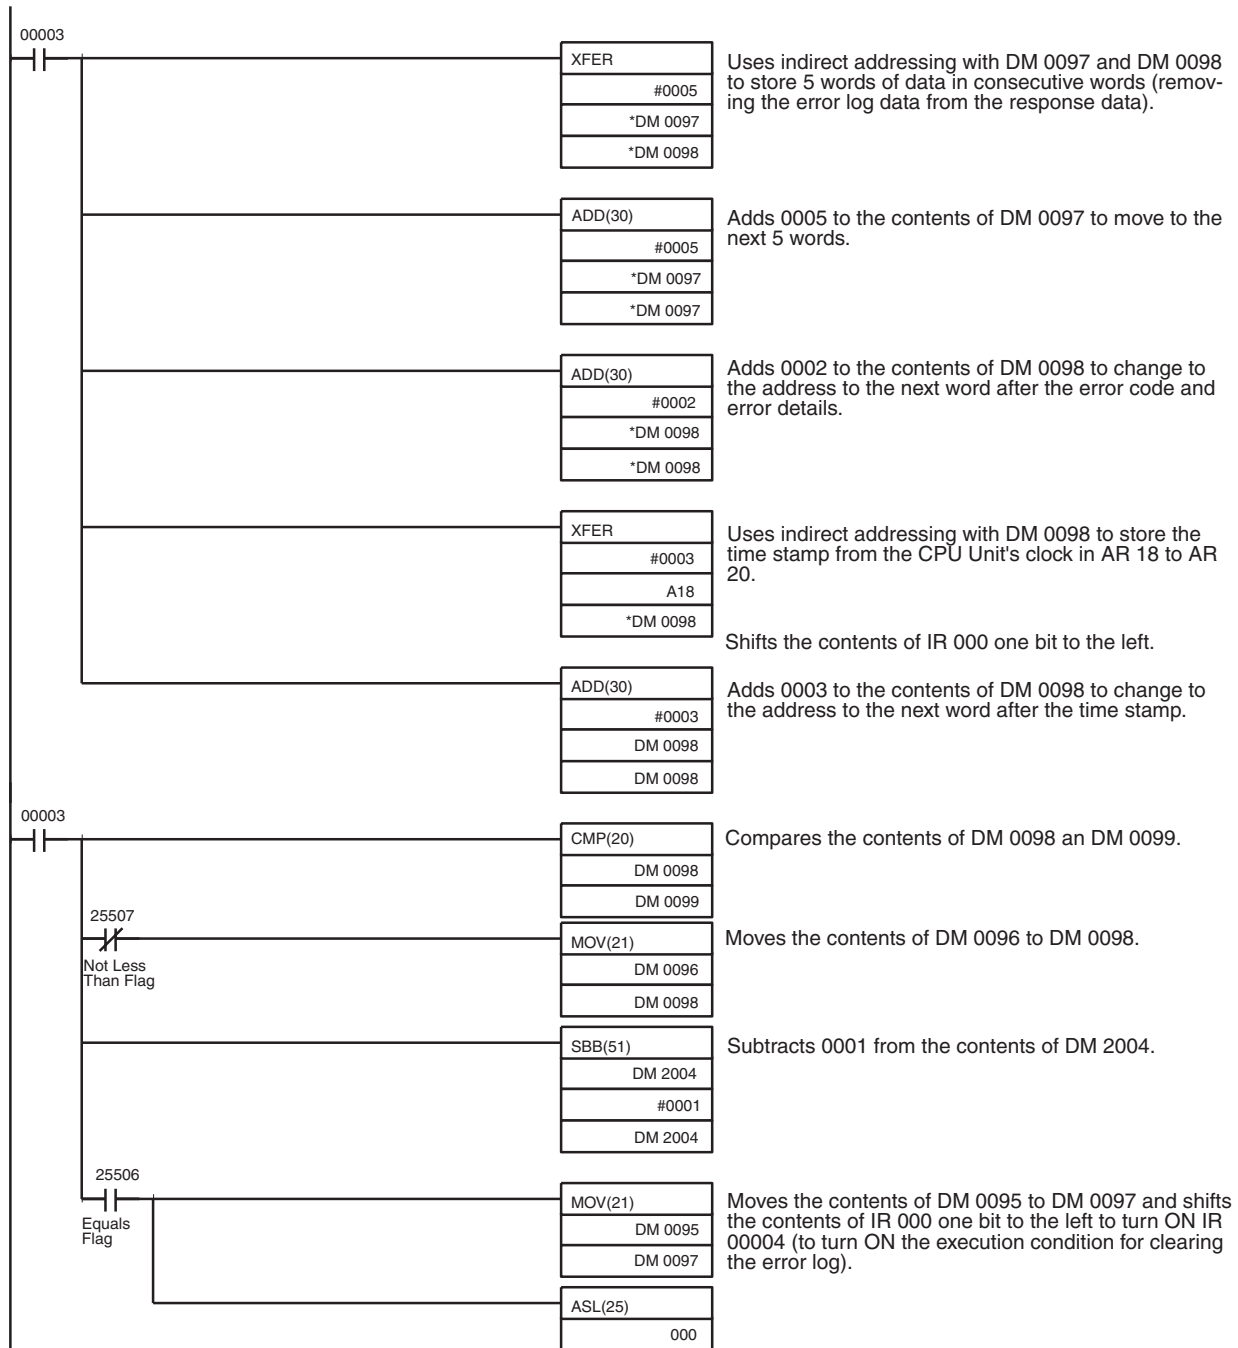 00003
XFER
#0005
*DM 0097
*DM 0098
Uses indirect addressing with DM 0097 and DM 0098
to store 5 words of data in consecutive words (remov-
ing the error log data from the response data).
ADD(30)
#0005
*DM 0097
*DM 0097
Adds 0005 to the contents of DM 0097 to move to the
next 5 words.
ADD(30)
#0002
*DM 0098
*DM 0098
Adds 0002 to the contents of DM 0098 to change to
the address to the next word after the error code and
error details.
XFER
#0003
A18
*DM 0098
Uses indirect addressing with DM 0098 to store the
time stamp from the CPU Unit's clock in AR 18 to AR
20.
Shifts the contents of IR 000 one bit to the left.
ADD(30)
#0003
DM 0098
DM 0098
Adds 0003 to the contents of DM 0098 to change to
the address to the next word after the time stamp.
00003
CMP(20)
DM 0098
DM 0099
Compares the contents of DM 0098 an DM 0099.
25507
Not Less
Than Flag
MOV(21)
DM 0096
DM 0098
Moves the contents of DM 0096 to DM 0098.
SBB(51)
DM 2004
#0001
DM 2004
Subtracts 0001 from the contents of DM 2004.
25506
Equals
Flag
MOV(21)
DM 0095
DM 0097
Moves the contents of DM 0095 to DM 0097 and shifts
the contents of IR 000 one bit to the left to turn ON IR
00004 (to turn ON the execution condition for clearing
the error log).
ASL(25)
000